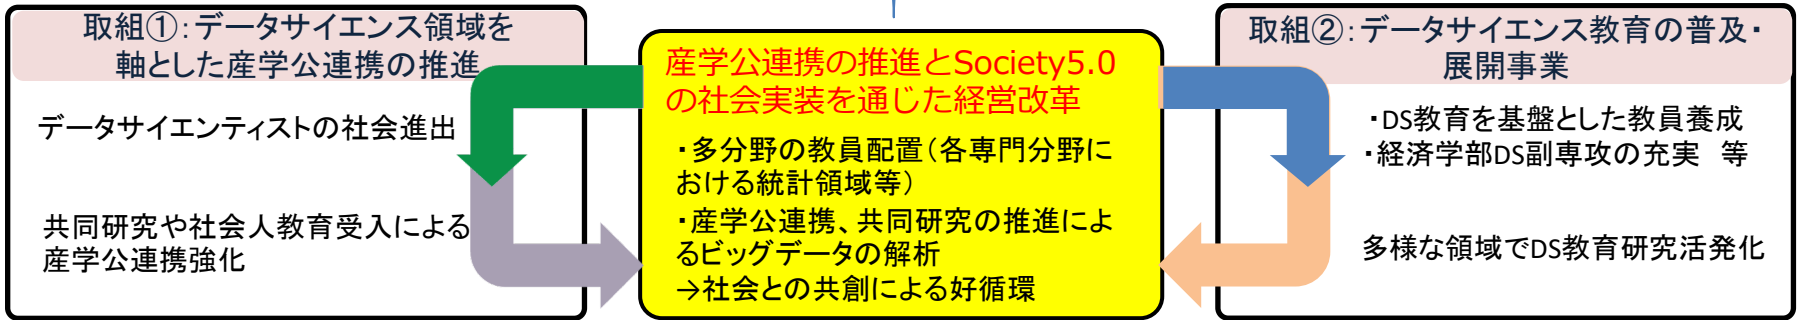 取組①:データサイエンス領域を
軸とした産学公連携の推進
データサイエンティストの社会進出
共同研究や社会人教育受入による
産学公連携強化
産学公連携の推進とSociety5.0
の社会実装を通じた経営改革
・多分野の教員配置(各専門分野に
おける統計領域等)
・産学公連携、共同研究の推進によ
るビッグデータの解析
→社会との共創による好循環
取組②:データサイエンス教育の普及・
展開事業
・DS教育を基盤とした教員養成
・経済学部DS副専攻の充実 等
多様な領域でDS教育研究活発化